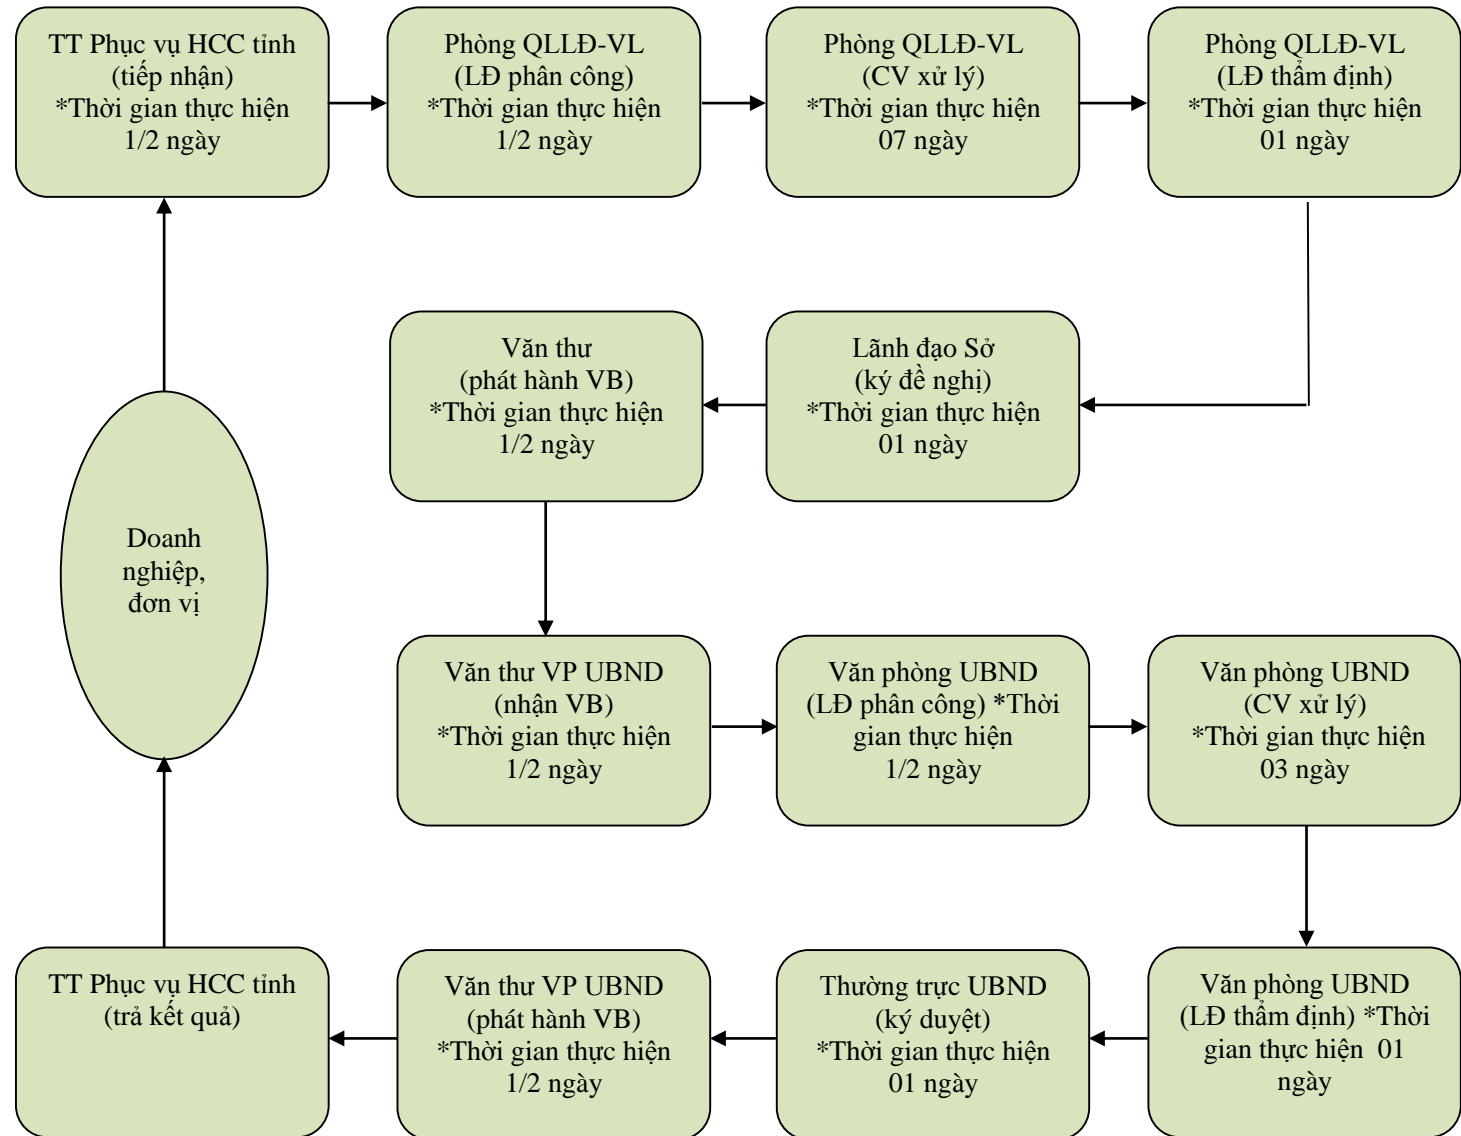 TT Phục vụ HCC tỉnh
(tiếp nhận)
*Thời gian thực hiện
1/2 ngày
Phòng QLLĐ-VL
(LĐ phân công)
*Thời gian thực hiện
1/2 ngày
Phòng QLLĐ-VL
(CV xử lý)
*Thời gian thực hiện
07 ngày
Phòng QLLĐ-VL
(LĐ thẩm định)
*Thời gian thực hiện
01 ngày
Lãnh đạo Sở
(ký đề nghị)
*Thời gian thực hiện
01 ngày
Văn thư
(phát hành VB)
*Thời gian thực hiện
1/2 ngày
Doanh
nghiệp,
đơn vị
Văn thư VP UBND
(nhận VB)
*Thời gian thực hiện
1/2 ngày
Văn phòng UBND
(LĐ phân công) *Thời
gian thực hiện
1/2 ngày
Văn phòng UBND
(CV xử lý)
*Thời gian thực hiện
03 ngày
Văn phòng UBND
(LĐ thẩm định) *Thời
gian thực hiện 01
ngày
Thường trực UBND
(ký duyệt)
*Thời gian thực hiện
01 ngày
Văn thư VP UBND
(phát hành VB)
*Thời gian thực hiện
1/2 ngày
TT Phục vụ HCC tỉnh
(trả kết quả)